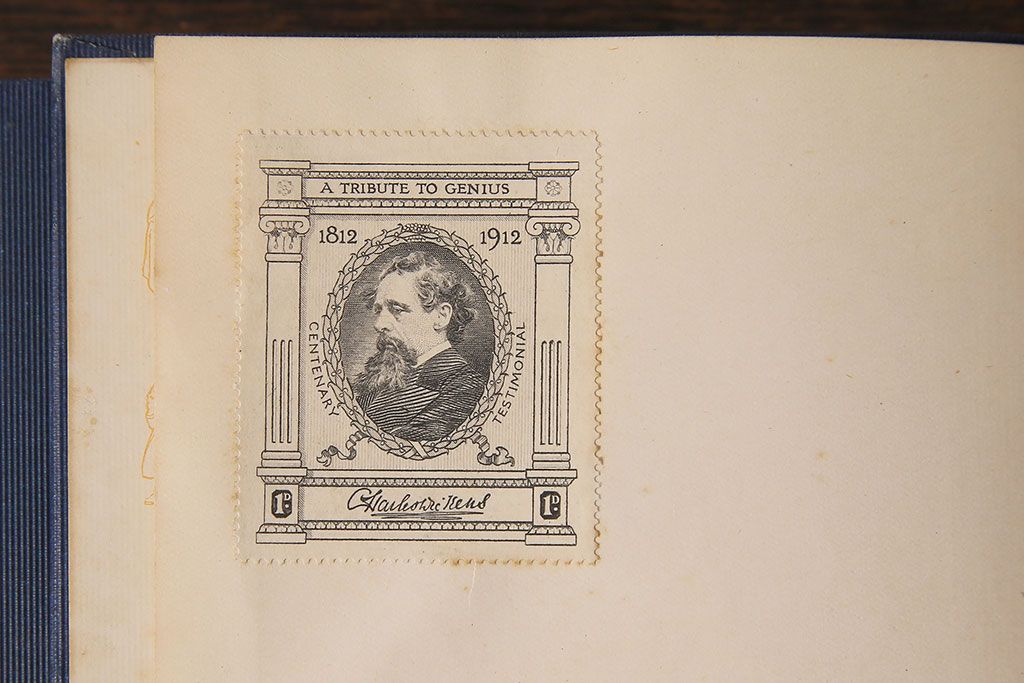 A TRIBUTE TO GENIUS
1812 1912
CENTENARY
TESTIMONIAL
1D. Charles Dickens 1D.